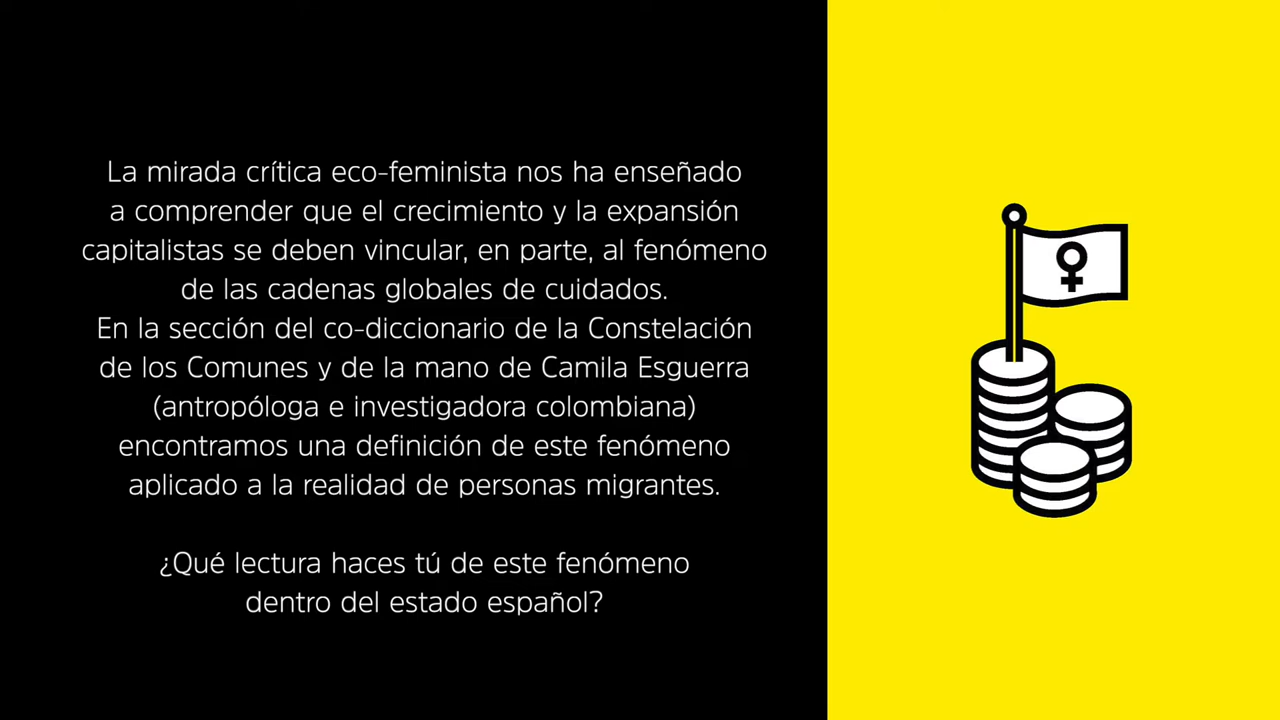 La mirada crítica eco-feminista nos ha enseñado
a comprender que el crecimiento y la expansión
capitalistas se deben vincular, en parte, al fenómeno
de las cadenas globales de cuidados.
En la sección del co-diccionario de la Constelación
de los Comunes y de la mano de Camila Esguerra
(antropóloga e investigadora colombiana)
encontramos una definición de este fenómeno
aplicado a la realidad de personas migrantes.
¿Qué lectura haces tú de este fenómeno
dentro del estado español?